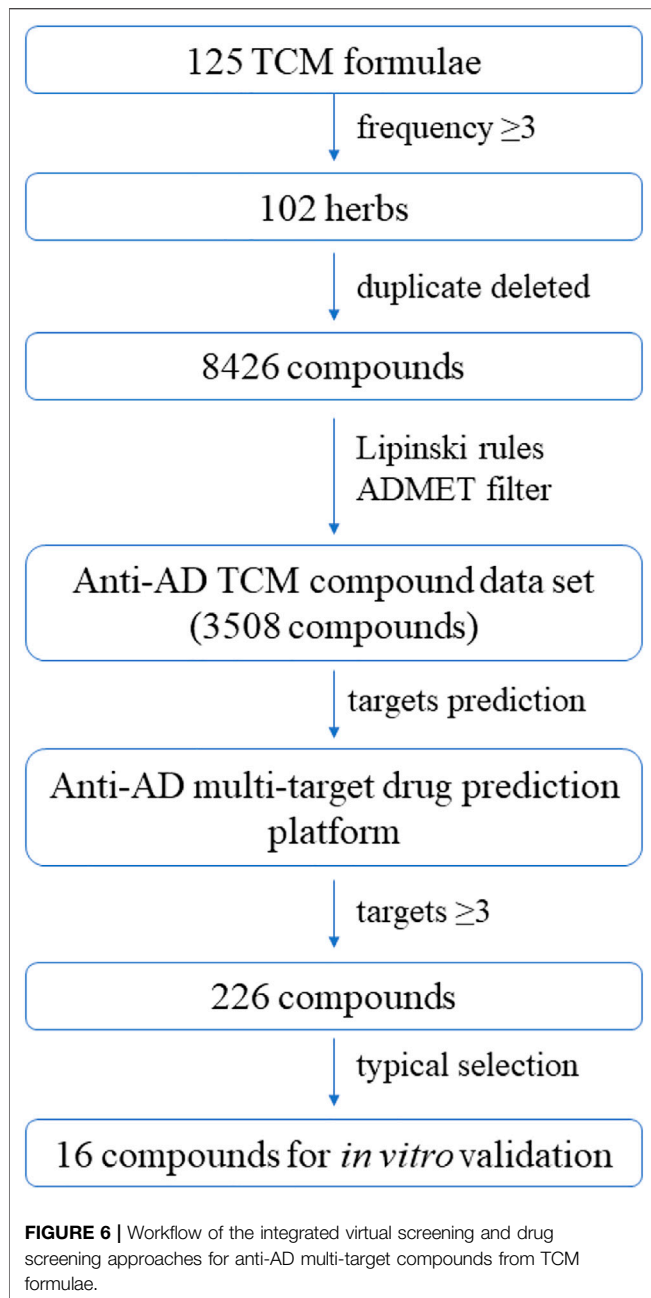 125 TCM formulae
frequency ≥3
102 herbs
duplicate deleted
8426 compounds
Lipinski rules
ADMET filter
Anti-AD TCM compound data set
(3508 compounds)
targets prediction
Anti-AD multi-target drug prediction
platform
targets ≥3
226 compounds
typical selection
16 compounds for in vitro validation
FIGURE 6 | Workflow of the integrated virtual screening and drug
screening approaches for anti-AD multi-target compounds from TCM
formulae.